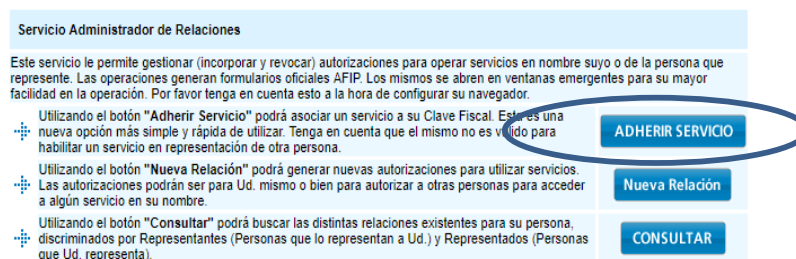 Servicio Administrador de Relaciones
Este servicio le permite gestionar (incorporar y revocar) autorizaciones para operar servicios en nombre suyo o de la persona que
represente. Las operaciones generan formularios oficiales AFIP. Los mismos se abren en ventanas emergentes para su mayor
facilidad en la operación. Por favor tenga en cuenta esto a la hora de configurar su navegador.
Utilizando el botón "Adherir Servicio" podrá asociar un servicio a su Clave Fiscal. Esta es una
nueva opción más simple y rápida de utilizar. Tenga en cuenta que el mismo no es válido para
habilitar un servicio en representación de otra persona.
ADHERIR SERVICIO
Utilizando el botón "Nueva Relación" podrá generar nuevas autorizaciones para utilizar servicios.
Las autorizaciones podrán ser para Ud. mismo o bien para autorizar a otras personas para acceder
a algún servicio en su nombre.
Nueva Relación
Utilizando el botón "Consultar" podrá buscar las distintas relaciones existentes para su persona,
discriminados por Representantes (Personas que lo representan a Ud.) y Representados (Personas
que Ud. representa).
CONSULTAR